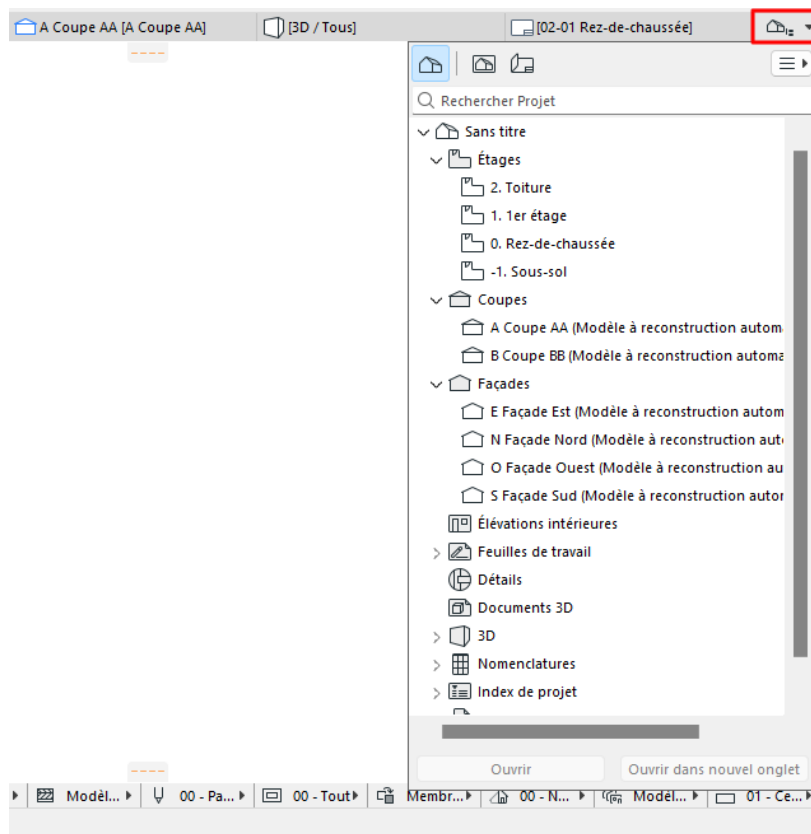 A Coupe AA [A Coupe AA] [3D / Tous] [02-01 Rez-de-chaussée]
Rechercher Projet
Sans titre
Étages
2. Toiture
1. 1er étage
0. Rez-de-chaussée
-1. Sous-sol
Coupes
A Coupe AA (Modèle à reconstruction autom
B Coupe BB (Modèle à reconstruction automa
Façades
E Façade Est (Modèle à reconstruction autom
N Façade Nord (Modèle à reconstruction aut
O Façade Ouest (Modèle à reconstruction au
S Façade Sud (Modèle à reconstruction autor
Élévations intérieures
Feuilles de travail
Détails
Documents 3D
3D
Nomenclatures
Index de projet
Ouvrir Ouvrir dans nouvel onglet
Modèl... 00 - Pa... 00 - Tout Membr... 00 - N... Modèl... 01 - Ce...